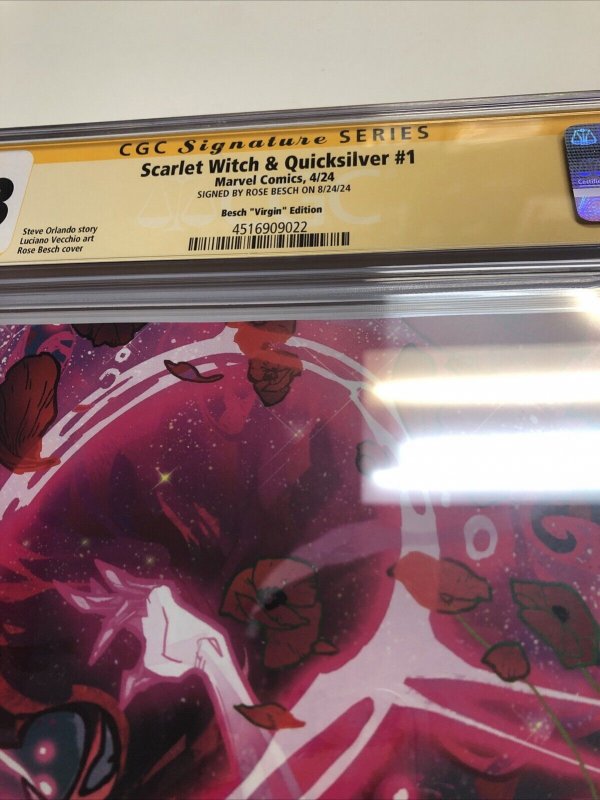 CGC Signature SERIES
Scarlet Witch & Quicksilver #1
Marvel Comics, 4/24
SIGNED BY ROSE BESCH ON 8/24/24
Besch "Virgin" Edition
4516909022
Steve Orlando story
Luciano Vecchio art
Rose Besch cover